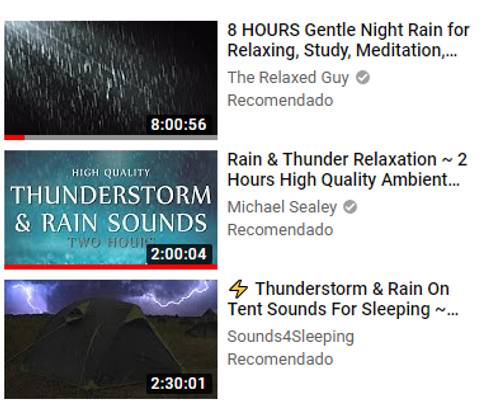 8 HOURS Gentle Night Rain for
Relaxing, Study, Meditation,...
The Relaxed Guy
Recomendado
8:00:56
Rain & Thunder Relaxation ~ 2
Hours High Quality Ambient...
Michael Sealey
Recomendado
HIGH QUALITY
THUNDERSTORM
& RAIN SOUNDS
TWO HOURS
2:00:04
⚡ Thunderstorm & Rain On
Tent Sounds For Sleeping ~...
Sounds4Sleeping
Recomendado
2:30:01